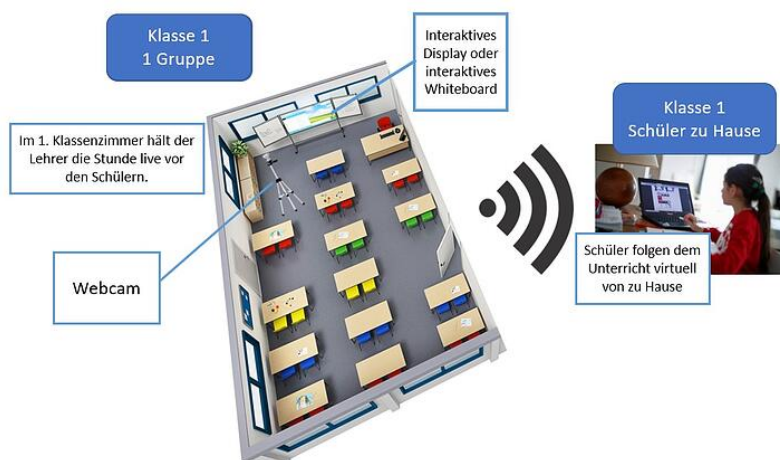 Klasse 1
1 Gruppe
Interaktives
Display oder
interaktives
Whiteboard
Klasse 1
Schüler zu Hause
Im 1. Klassenzimmer hält der
Lehrer die Stunde live vor
den Schülern.
Schüler folgen dem
Unterricht virtuell
von zu Hause
Webcam